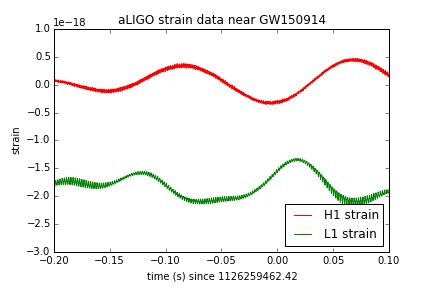 aLIGO strain data near GW150914
1e−18
1.0
0.5
0.0
−0.5
−1.0
−1.5
−2.0
−2.5
−3.0
strain
H1 strain
L1 strain
−0.20 −0.15 −0.10 −0.05 0.00 0.05 0.10
time (s) since 1126259462.42